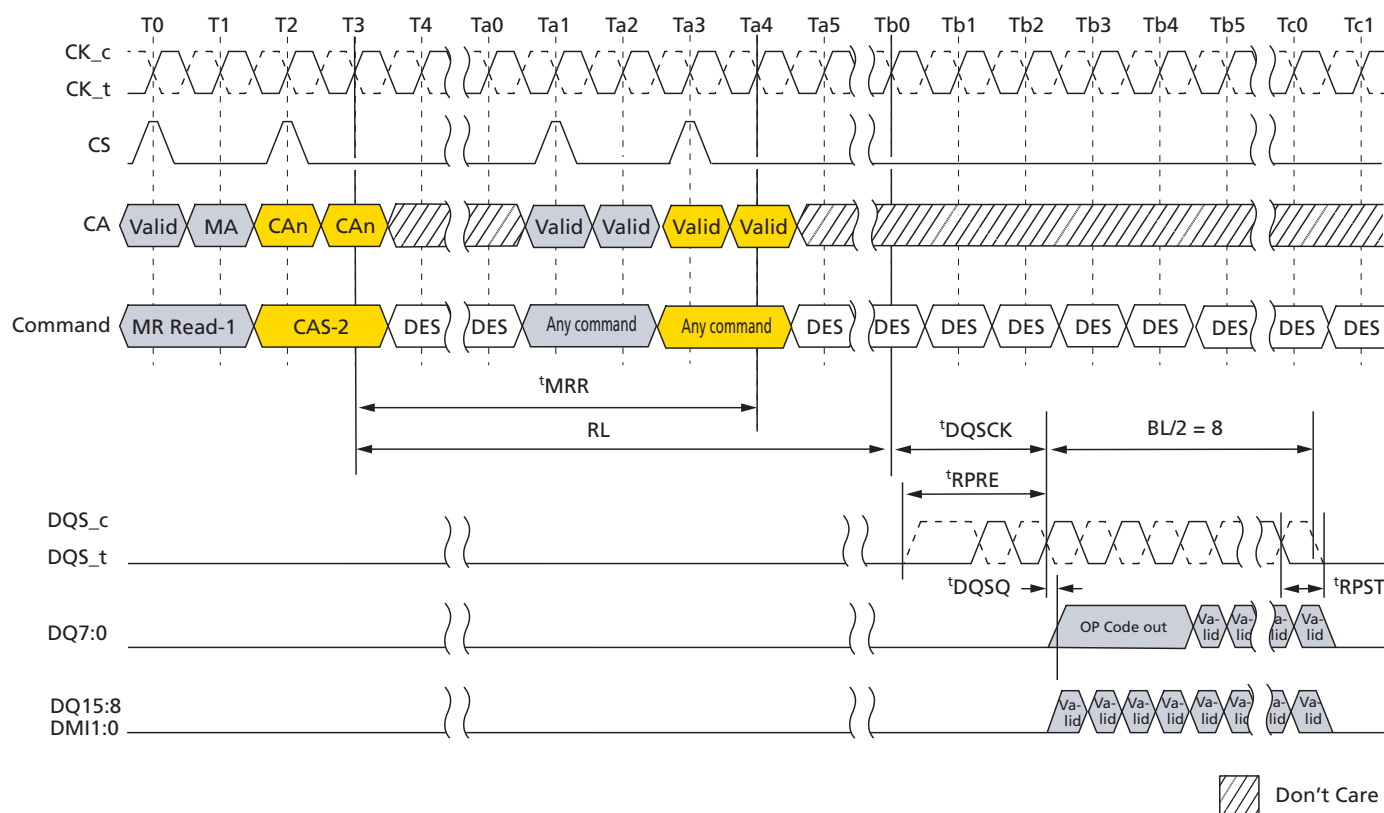 T0 T1 T2 T3 T4 Ta0 Ta1 Ta2 Ta3 Ta4 Ta5 Tb0 Tb1 Tb2 Tb3 Tb4 Tb5 Tc0 Tc1
CK_c
CK_t
CS
CA Valid MA CAn CAn Valid Valid Valid Valid
Command MR Read-1 CAS-2 DES DES Any command Any command DES DES DES DES DES DES DES DES DES
tMRR
RL tDQSCK BL/2 = 8
tRPRE
DQS_c
DQS_t
tDQSQ tRPST
DQ7:0 OP Code out Va-lid Va-lid a-lid Va-lid
DQ15:8
DMI1:0 Va-lid Va-lid Va-lid Va-lid Va-lid a-lid Va-lid
Don't Care